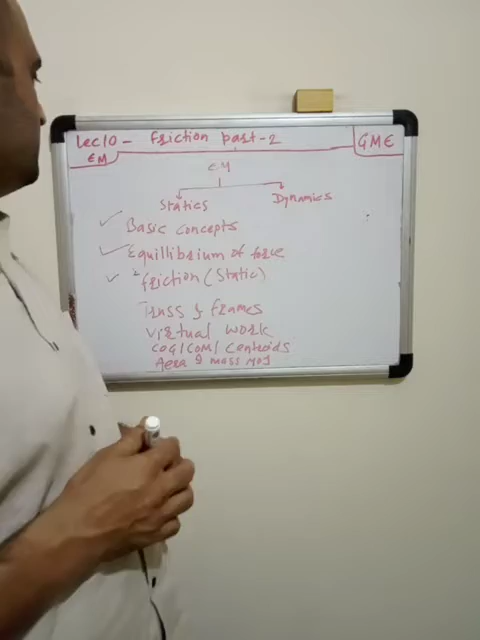 Lec10 - Friction part-2 GME
EM
EM
Statics Dynamics
Basic concepts
Equillibrium of force
friction (Static)
Truss & Frames
Virtual work
COG/COM/ Centroids
Area & mass MOI